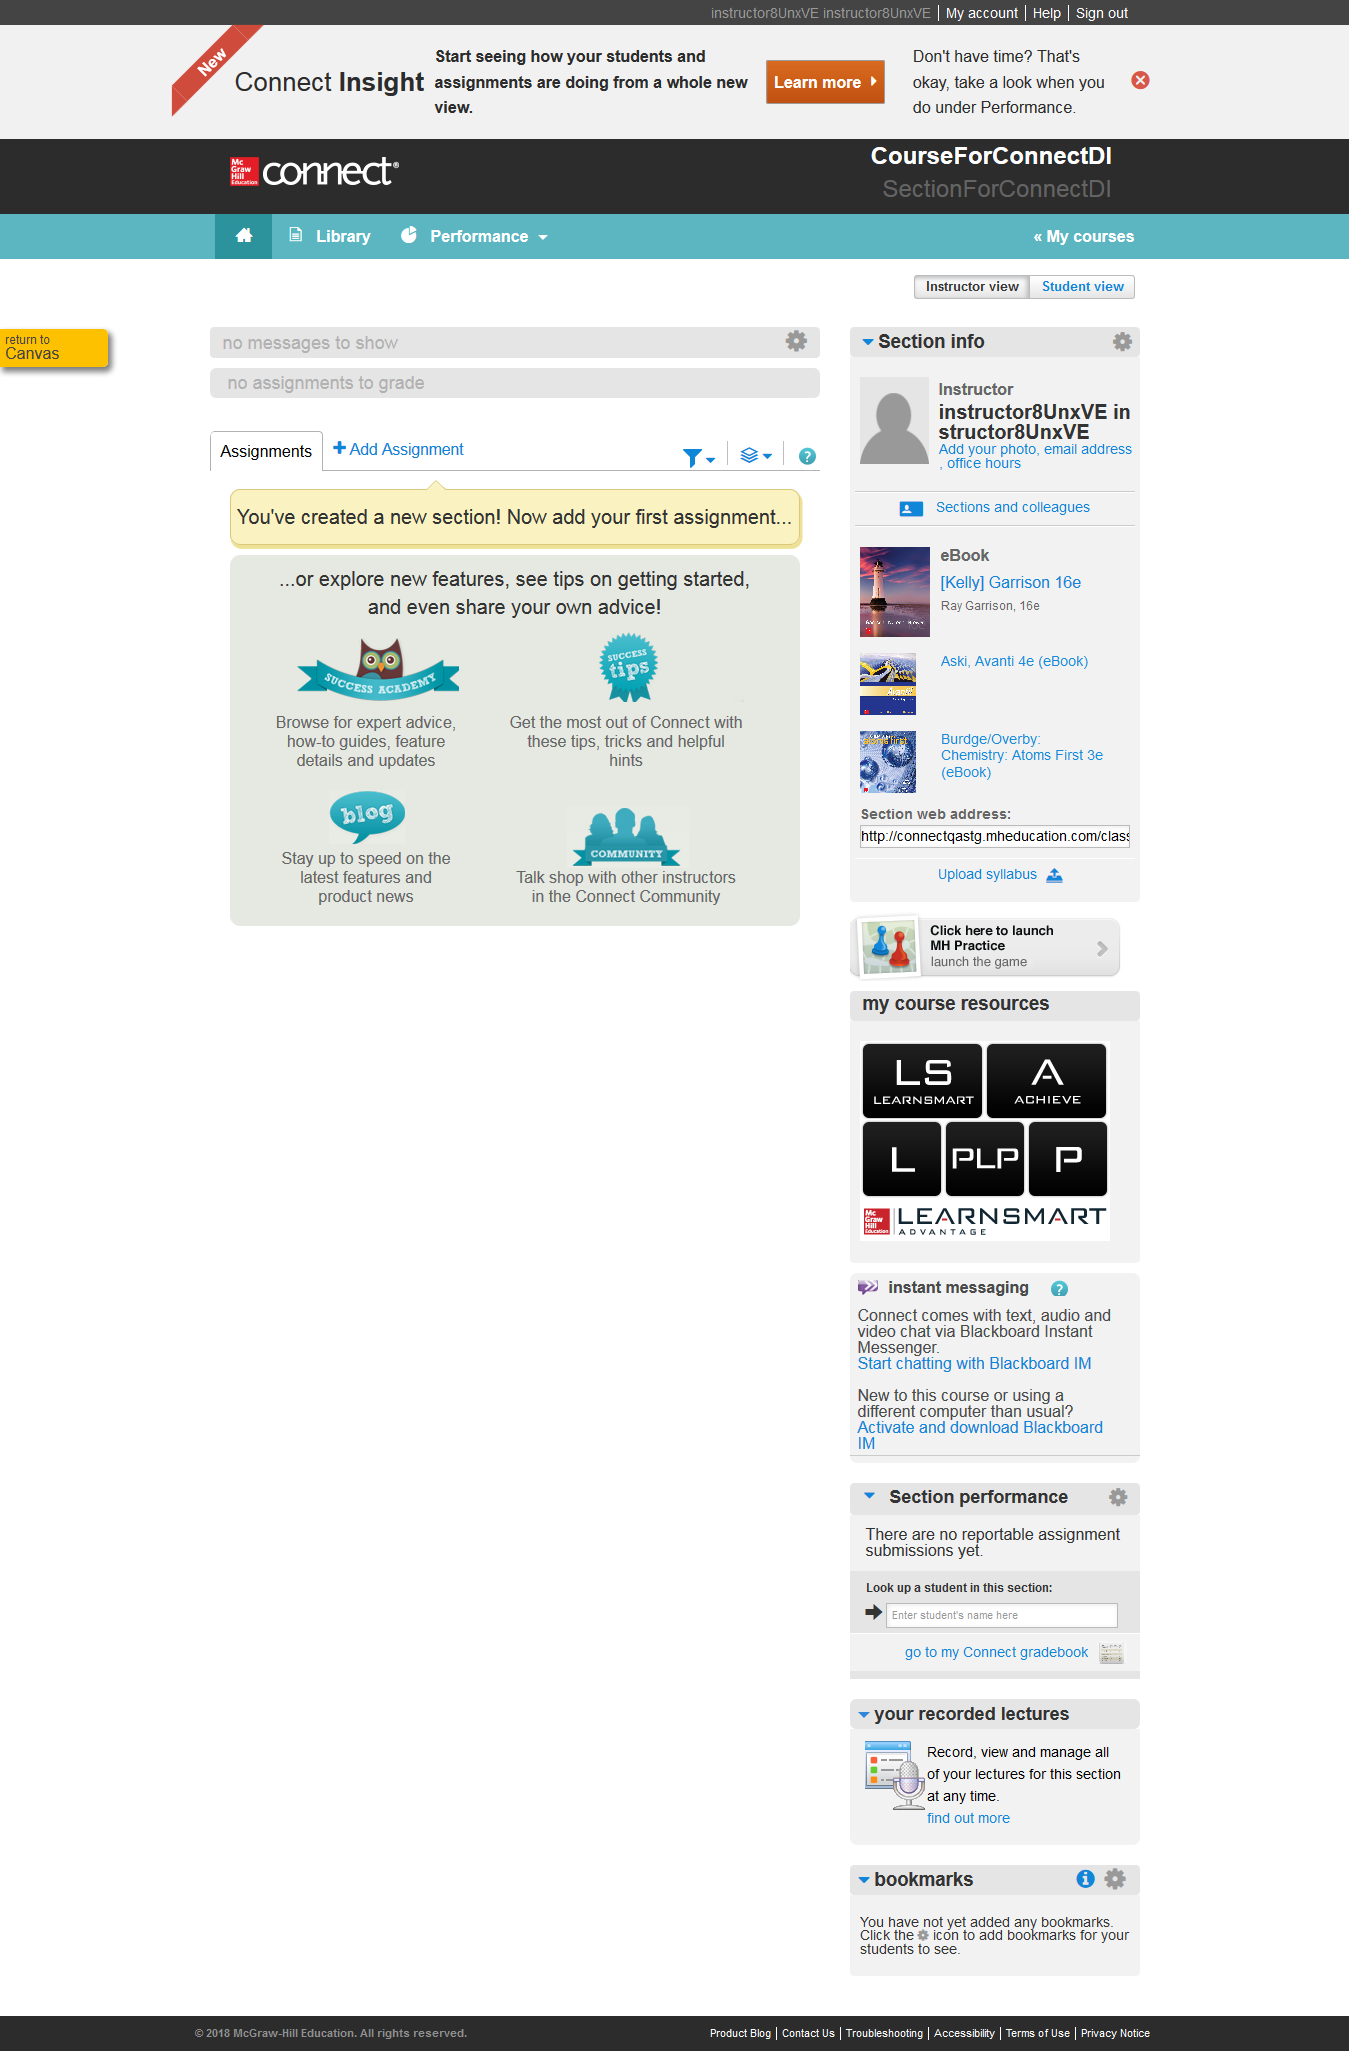 instructor8UnxVE instructor8UnxVE | My account | Help | Sign out
New
Connect Insight
Start seeing how your students and
assignments are doing from a whole new
view.
Learn more
Don't have time? That's
okay, take a look when you
do under Performance.
Mc
Graw
Hill
Education
connect®
CourseForConnectDI
SectionForConnectDI
Library
Performance
« My courses
Instructor view
Student view
return to
Canvas
no messages to show
no assignments to grade
Assignments
Add Assignment
?
You've created a new section! Now add your first assignment...
...or explore new features, see tips on getting started,
and even share your own advice!
SUCCESS ACADEMY
Browse for expert advice,
how-to guides, feature
details and updates
SUCCESS
tips
Get the most out of Connect with
these tips, tricks and helpful
hints
blog
Stay up to speed on the
latest features and
product news
COMMUNITY
Talk shop with other instructors
in the Connect Community
Section info
Instructor
instructor8UnxVE in
structor8UnxVE
Add your photo, email address
, office hours
Sections and colleagues
eBook
[Kelly] Garrison 16e
Ray Garrison, 16e
Avanti
Aski, Avanti 4e (eBook)
Burdge/Overby:
Chemistry: Atoms First 3e
(eBook)
Section web address:
http://connectqastg.mheducation.com/class
Upload syllabus
Click here to launch
MH Practice
launch the game
my course resources
LS
LEARNSMART
A
ACHIEVE
L
PLP
P
Mc
Graw
Hill
Education
LEARNSMART
ADVANTAGE
instant messaging
?
Connect comes with text, audio and
video chat via Blackboard Instant
Messenger.
Start chatting with Blackboard IM
New to this course or using a
different computer than usual?
Activate and download Blackboard
IM
Section performance
There are no reportable assignment
submissions yet.
Look up a student in this section:
Enter student's name here
go to my Connect gradebook
your recorded lectures
Record, view and manage all
of your lectures for this section
at any time.
find out more
bookmarks
You have not yet added any bookmarks.
Click the icon to add bookmarks for your
students to see.
© 2018 McGraw-Hill Education. All rights reserved.
Product Blog | Contact Us | Troubleshooting | Accessibility | Terms of Use | Privacy Notice